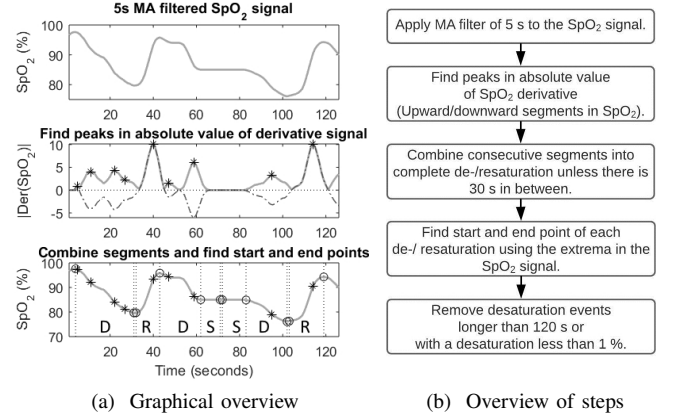 5s MA filtered SpO2 signal
SpO2 (%)
100
90
80
20 40 60 80 100 120
Find peaks in absolute value of derivative signal
|Der(SpO2)|
10
5
0
-5
20 40 60 80 100 120
Combine segments and find start and end points
SpO2 (%)
100
90
80
70
D R D S S D R
20 40 60 80 100 120
Time (seconds)
(a) Graphical overview
Apply MA filter of 5 s to the SpO2 signal.
Find peaks in absolute value
of SpO2 derivative
(Upward/downward segments in SpO2).
Combine consecutive segments into
complete de-/resaturation unless there is
30 s in between.
Find start and end point of each
de-/ resaturation using the extrema in the
SpO2 signal.
Remove desaturation events
longer than 120 s or
with a desaturation less than 1 %.
(b) Overview of steps